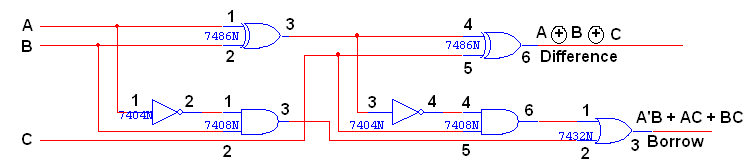 A
B
1
2
3
7486N
4
5
6
7486N
A + B + C
Difference
1
2
7404N
1
2
3
7408N
3
4
7404N
4
5
6
7408N
1
2
3
7432N
A'B + AC + BC
Borrow
C